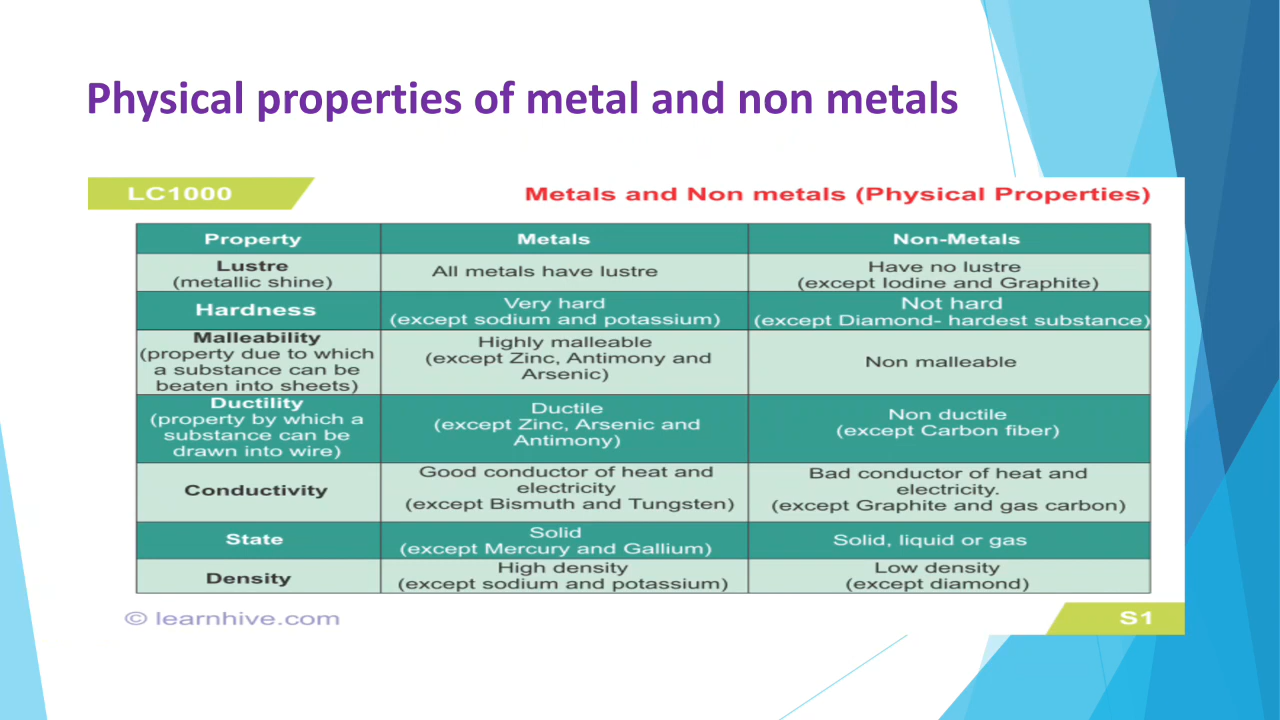 Physical properties of metal and non metals
LC1000
Metals and Non metals (Physical Properties)
Property
Metals
Non-Metals
Lustre
(metallic shine)
All metals have lustre
Have no lustre
(except Iodine and Graphite)
Hardness
Very hard
(except sodium and potassium)
Not hard
(except Diamond- hardest substance)
Malleability
(property due to which
a substance can be
beaten into sheets)
Highly malleable
(except Zinc, Antimony and
Arsenic)
Non malleable
Ductility
(property by which a
substance can be
drawn into wire)
Ductile
(except Zinc, Arsenic and
Antimony)
Non ductile
(except Carbon fiber)
Conductivity
Good conductor of heat and
electricity
(except Bismuth and Tungsten)
Bad conductor of heat and
electricity.
(except Graphite and gas carbon)
State
Solid
(except Mercury and Gallium)
Solid, liquid or gas
Density
High density
(except sodium and potassium)
Low density
(except diamond)
© learnhive.com
S1